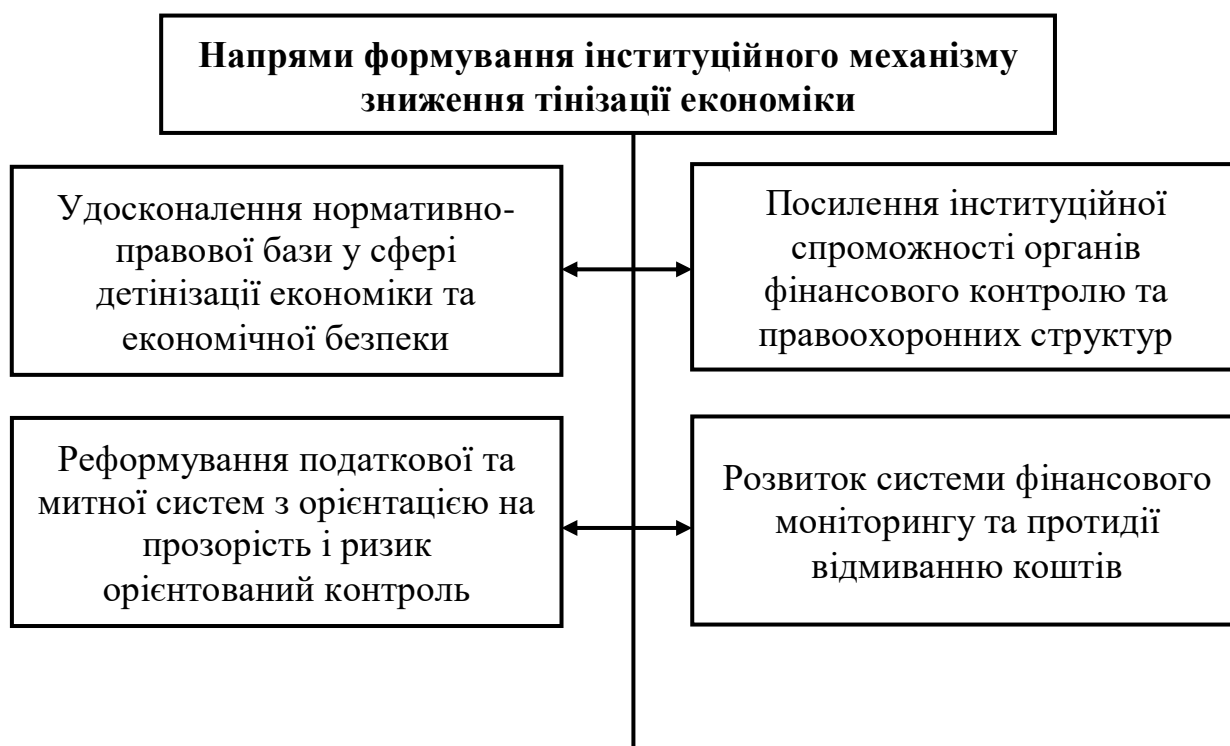 Напрями формування інституційного механізму
зниження тінізації економіки
Удосконалення нормативно-
правової бази у сфері
детінізації економіки та
економічної безпеки
Посилення інституційної
спроможності органів
фінансового контролю та
правоохоронних структур
Реформування податкової та
митної систем з орієнтацією на
прозорість і ризик
орієнтований контроль
Розвиток системи фінансового
моніторингу та протидії
відмиванню коштів